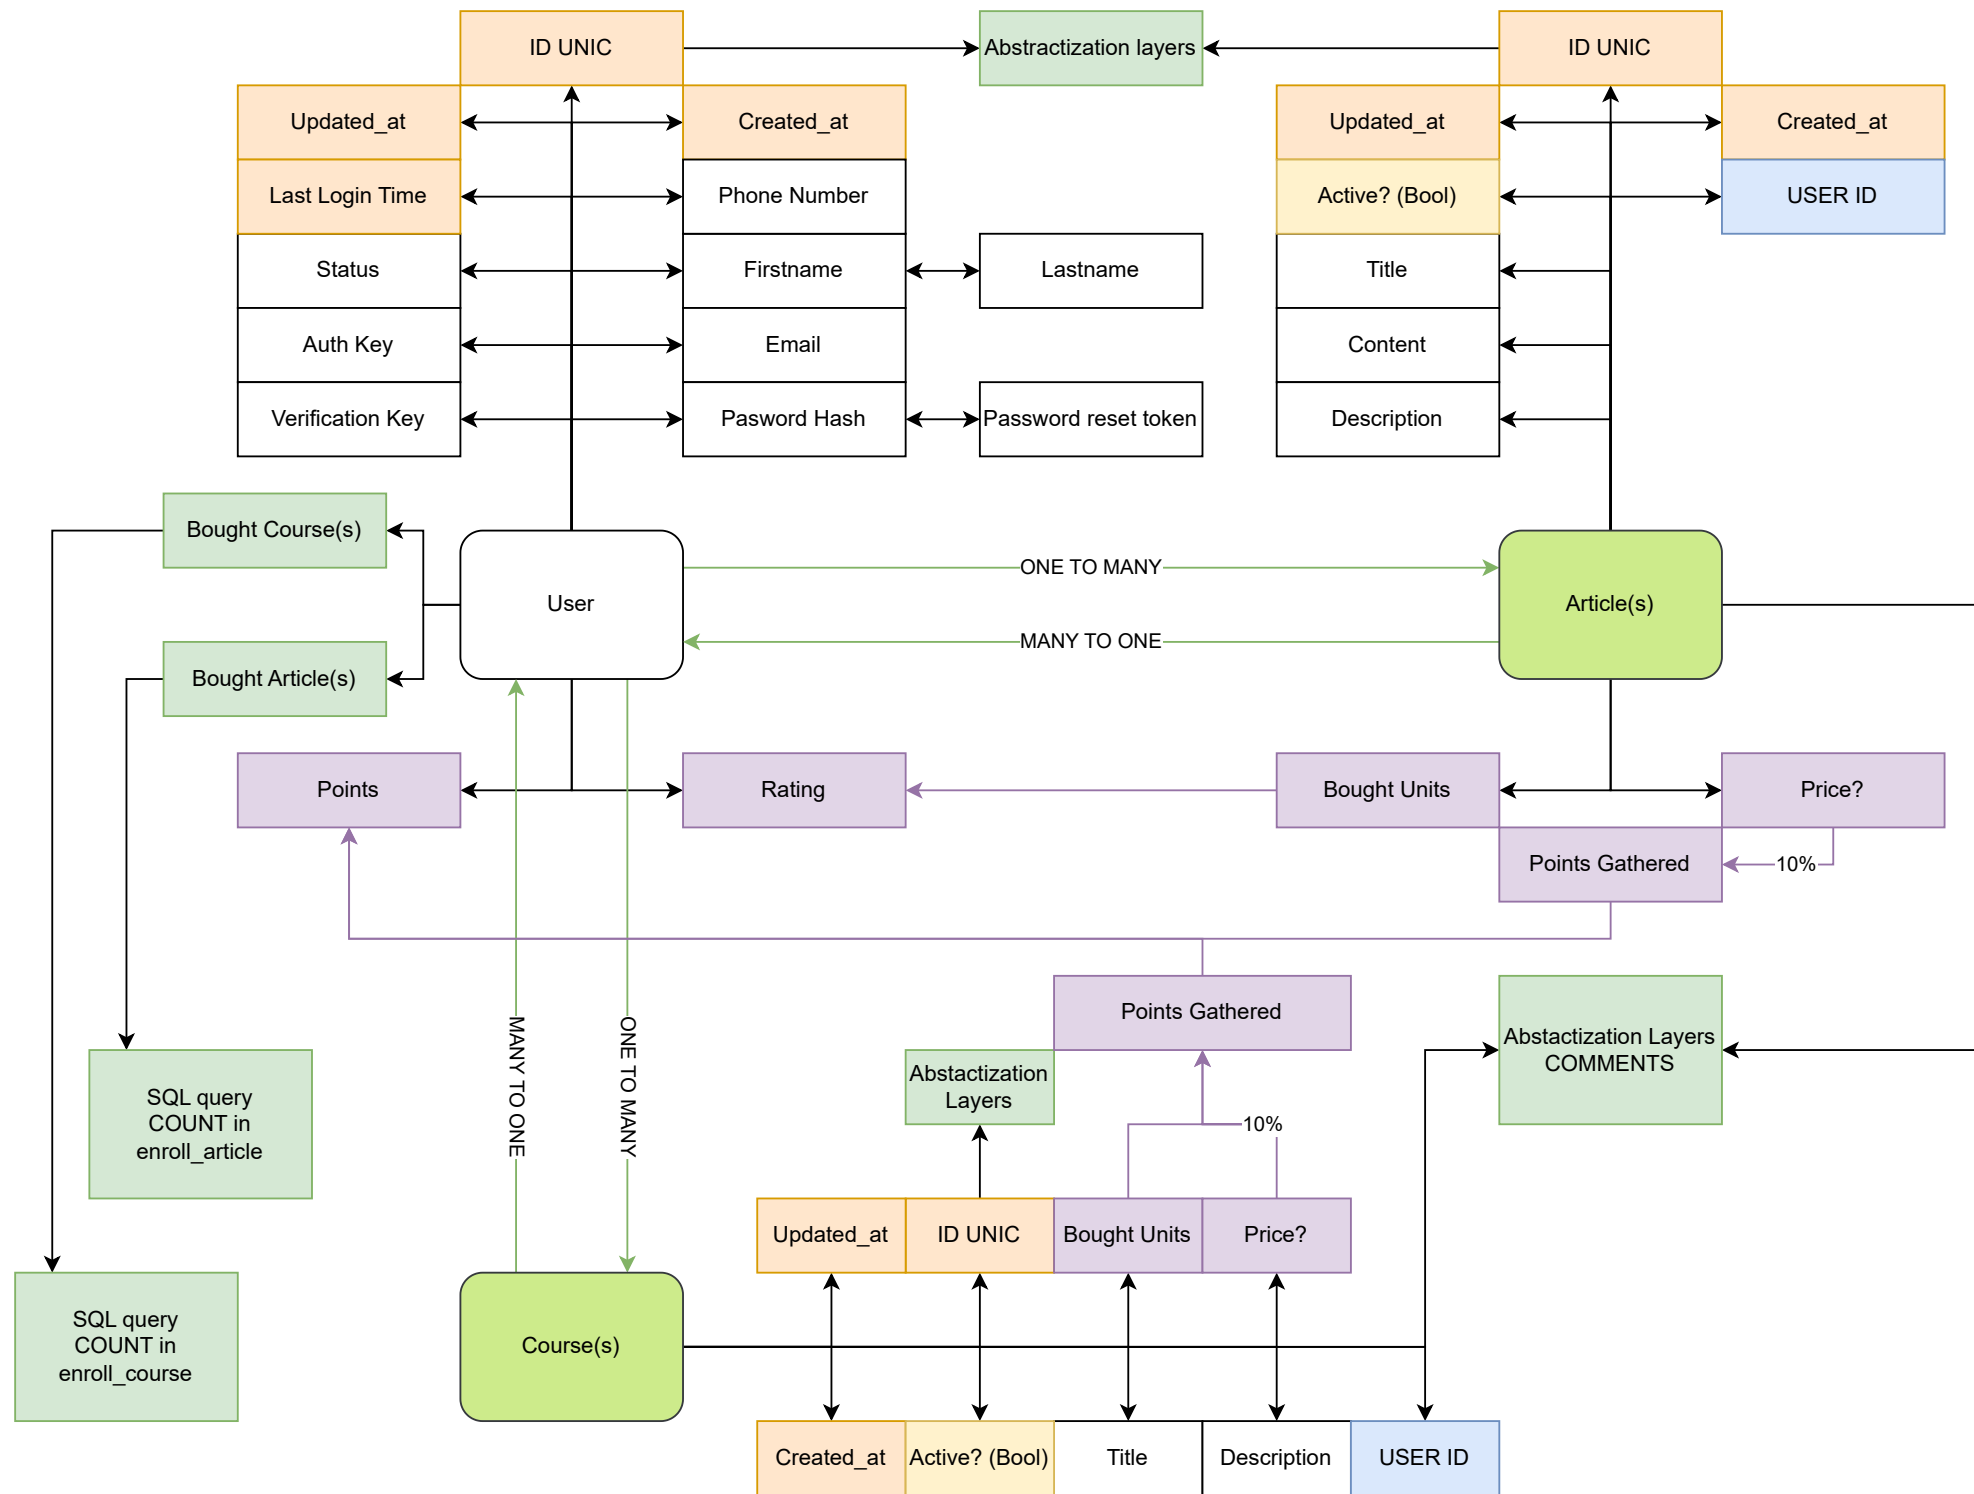 ID UNIC
Abstractization layers
ID UNIC
Updated_at
Created_at
Updated_at
Created_at
Last Login Time
Phone Number
Active? (Bool)
USER ID
Status
Firstname
Lastname
Title
Auth Key
Email
Content
Verification Key
Pasword Hash
Password reset token
Description
Bought Course(s)
ONE TO MANY
User
Article(s)
MANY TO ONE
Bought Article(s)
Points
Rating
Bought Units
Price?
Points Gathered
10%
Points Gathered
Abstactization Layers
COMMENTS
MANY TO ONE
ONE TO MANY
Abstactization
Layers
SQL query
COUNT in
enroll_article
10%
Updated_at
ID UNIC
Bought Units
Price?
SQL query
COUNT in
enroll_course
Course(s)
Created_at
Active? (Bool)
Title
Description
USER ID